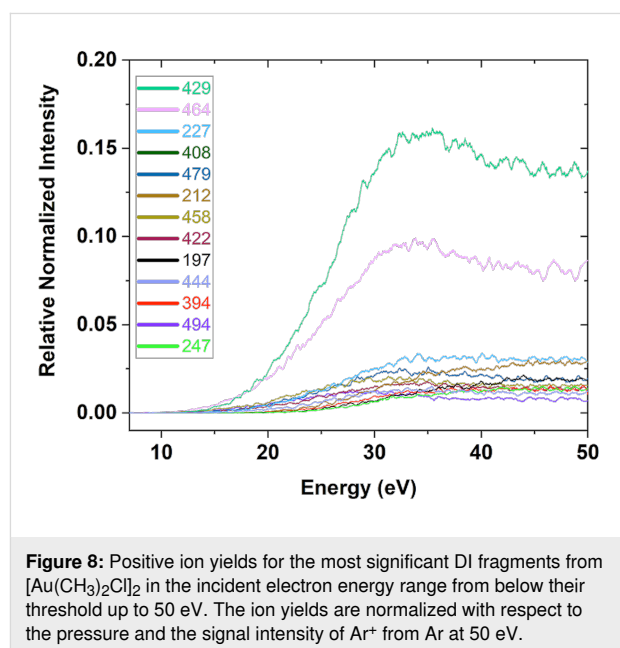 0.20
0.15
0.10
0.05
0.00
Relative Normalized Intensity
429
464
227
408
479
212
458
422
197
444
394
494
247
10 20 30 40 50
Energy (eV)
Figure 8: Positive ion yields for the most significant DI fragments from
[Au(CH₃)₂Cl]₂ in the incident electron energy range from below their
threshold up to 50 eV. The ion yields are normalized with respect to
the pressure and the signal intensity of Ar⁺ from Ar at 50 eV.